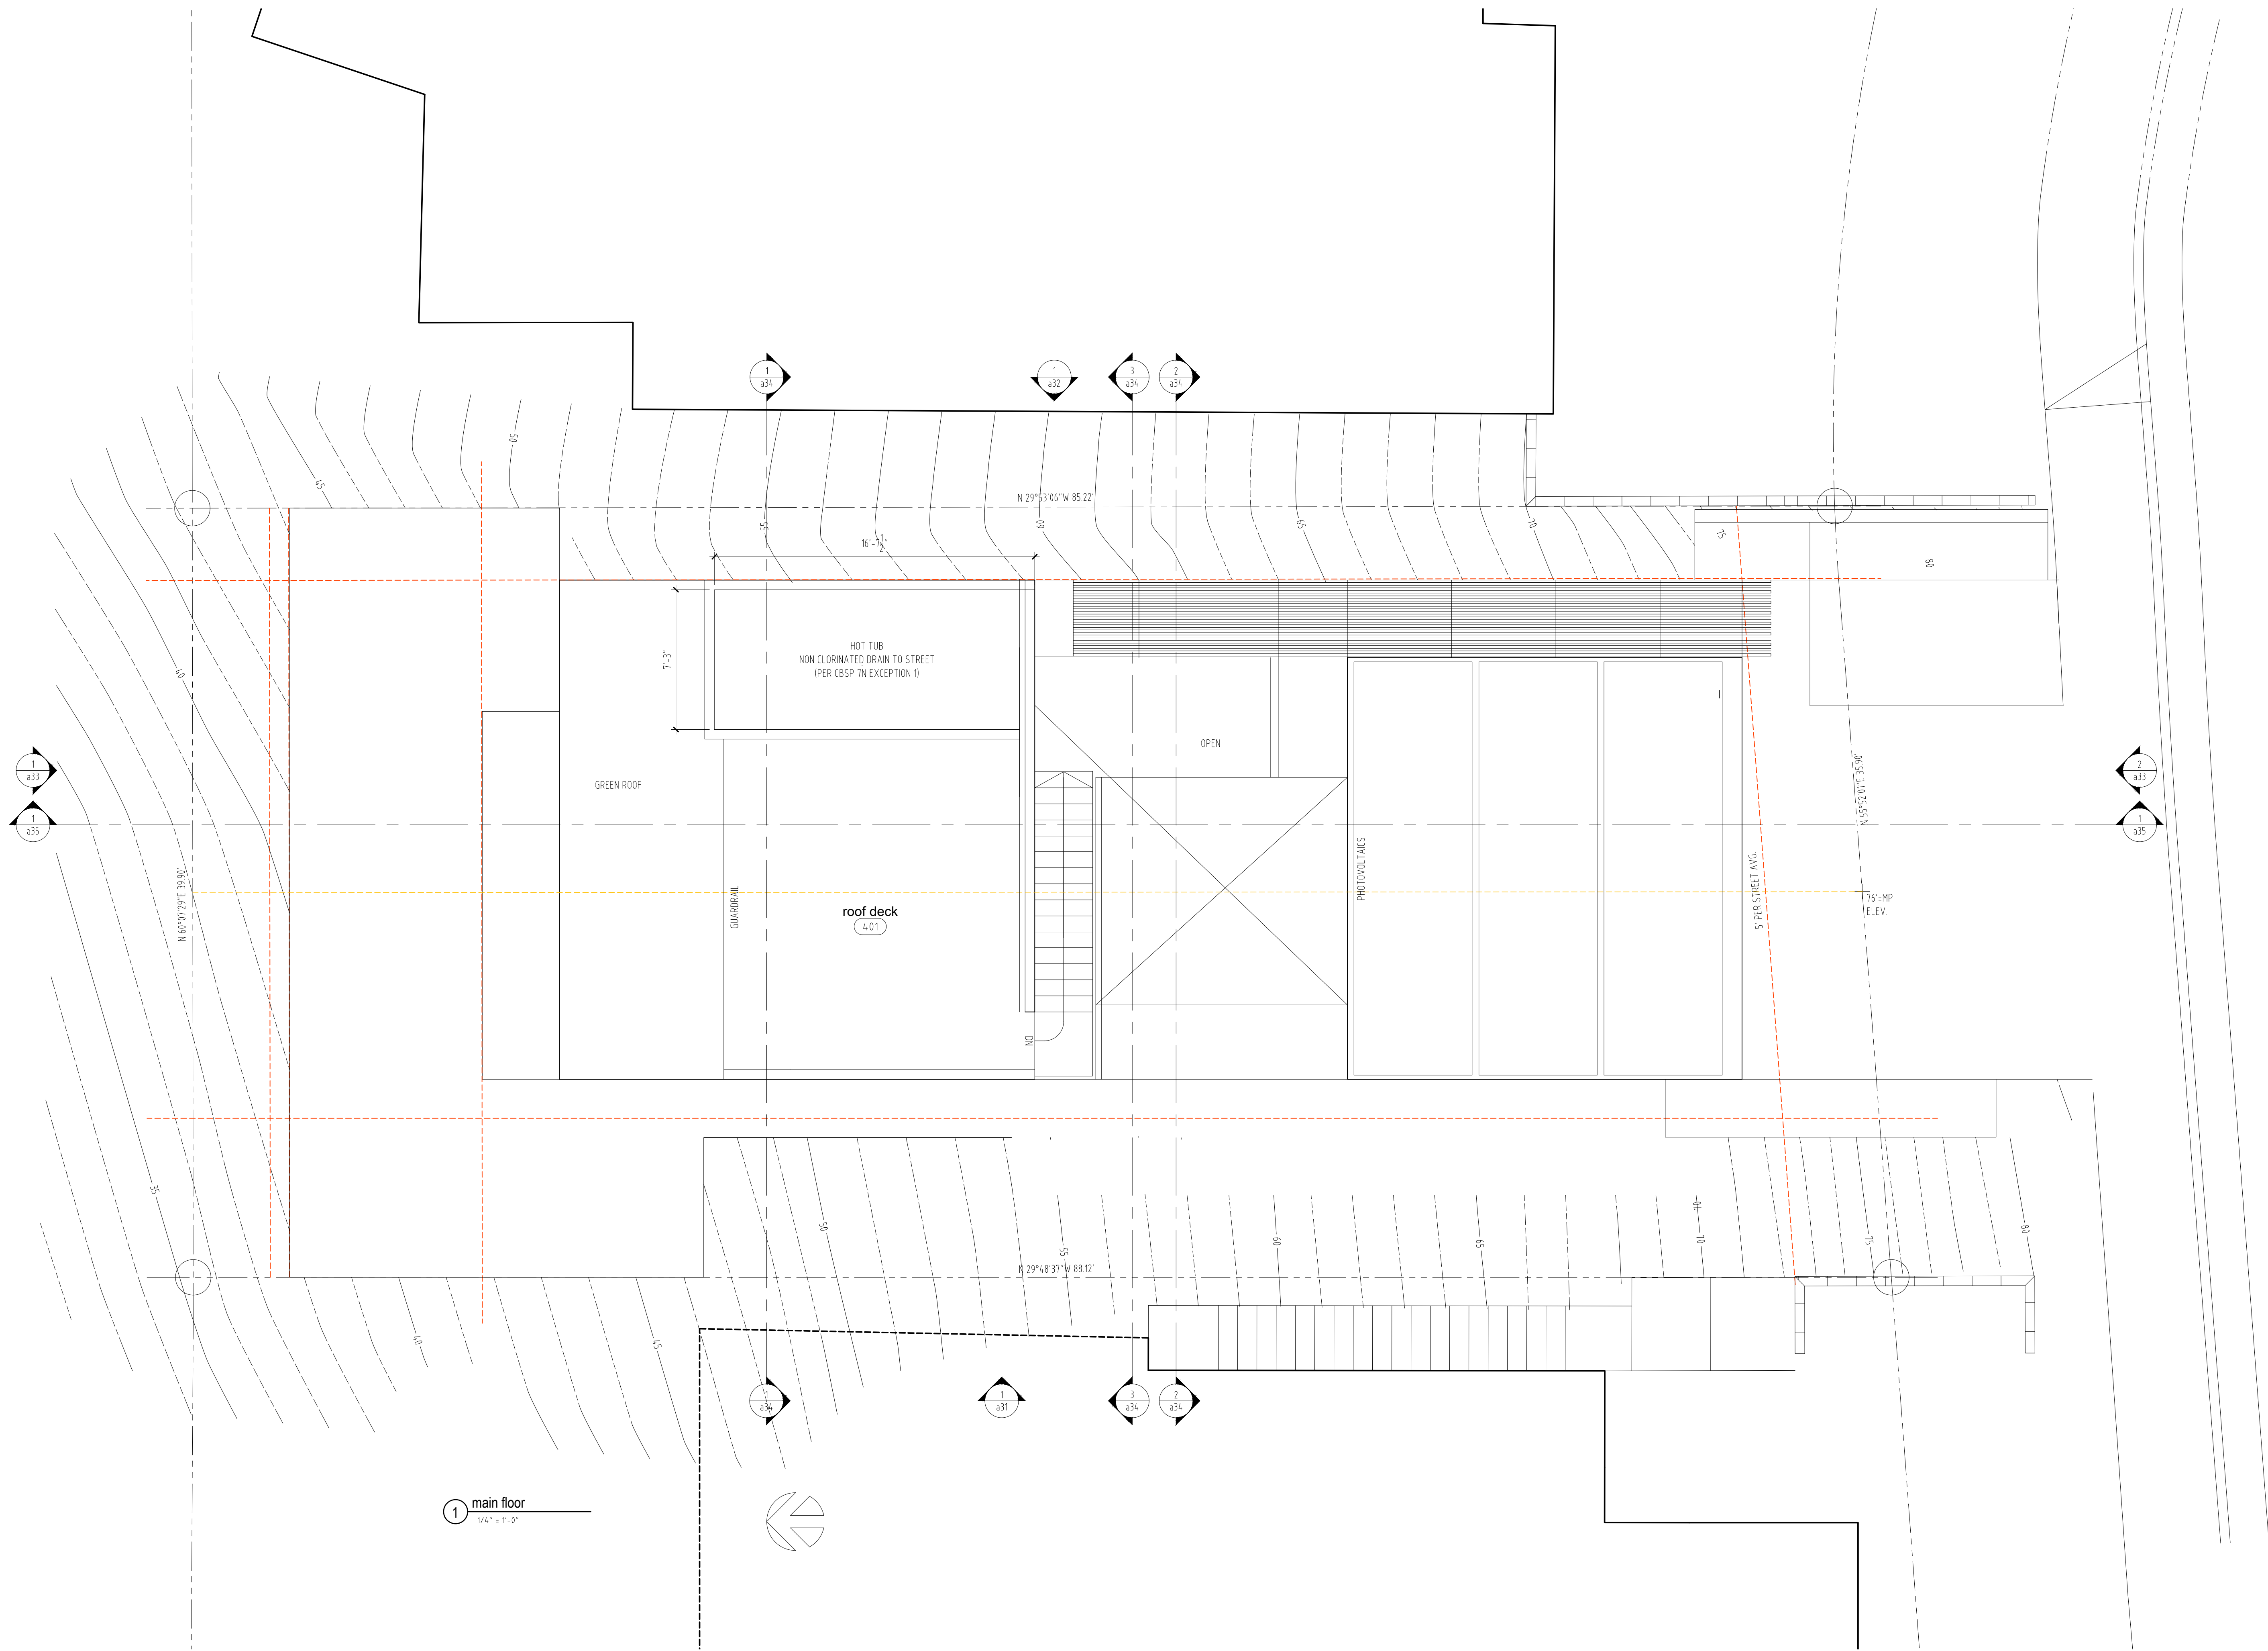 1
a34
1
a32
3
a34
2
a34
50
45
N 29°53'06"W 85.22'
55
60
65
70
75
80
16'-7½"
7'-3"
HOT TUB
NON CLORINATED DRAIN TO STREET
(PER CBSP 7N EXCEPTION 1)
40
OPEN
GREEN ROOF
1
a33
1
a35
2
a33
1
a35
N 55°52'01"E 35.90'
N 60°07'29"E 39.90'
GUARDRAIL
roof deck
401
PHOTOVOLTAICS
5' PER STREET AVG.
76'=MP
ELEV.
DN
35
50
55
60
65
70
70
75
80
N 29°48'37"W 88.12'
40
45
1
a34
1
a31
3
a34
2
a34
1
main floor
1/4" = 1'-0"